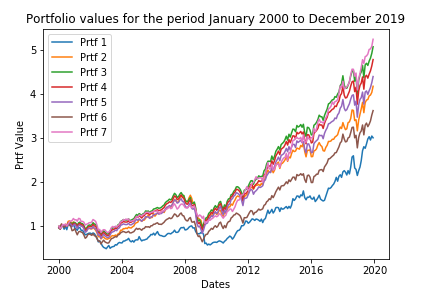 Portfolio values for the period January 2000 to December 2019
Prtf 1
Prtf 2
Prtf 3
Prtf 4
Prtf 5
Prtf 6
Prtf 7
5
4
3
2
1
Prtf Value
2000 2004 2008 2012 2016 2020
Dates